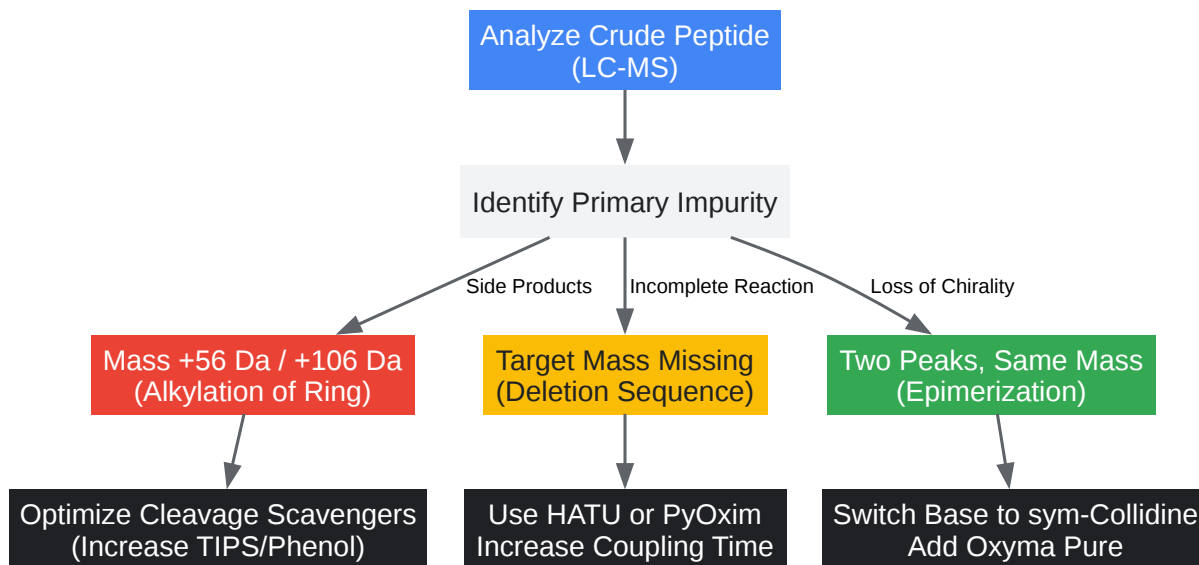 Analyze Crude Peptide
(LC-MS)
Identify Primary Impurity
Side Products
Incomplete Reaction
Loss of Chirality
Mass +56 Da / +106 Da
(Alkylation of Ring)
Target Mass Missing
(Deletion Sequence)
Two Peaks, Same Mass
(Epimerization)
Optimize Cleavage Scavengers
(Increase TIPS/Phenol)
Use HATU or PyOxim
Increase Coupling Time
Switch Base to sym-Collidine
Add Oxyma Pure